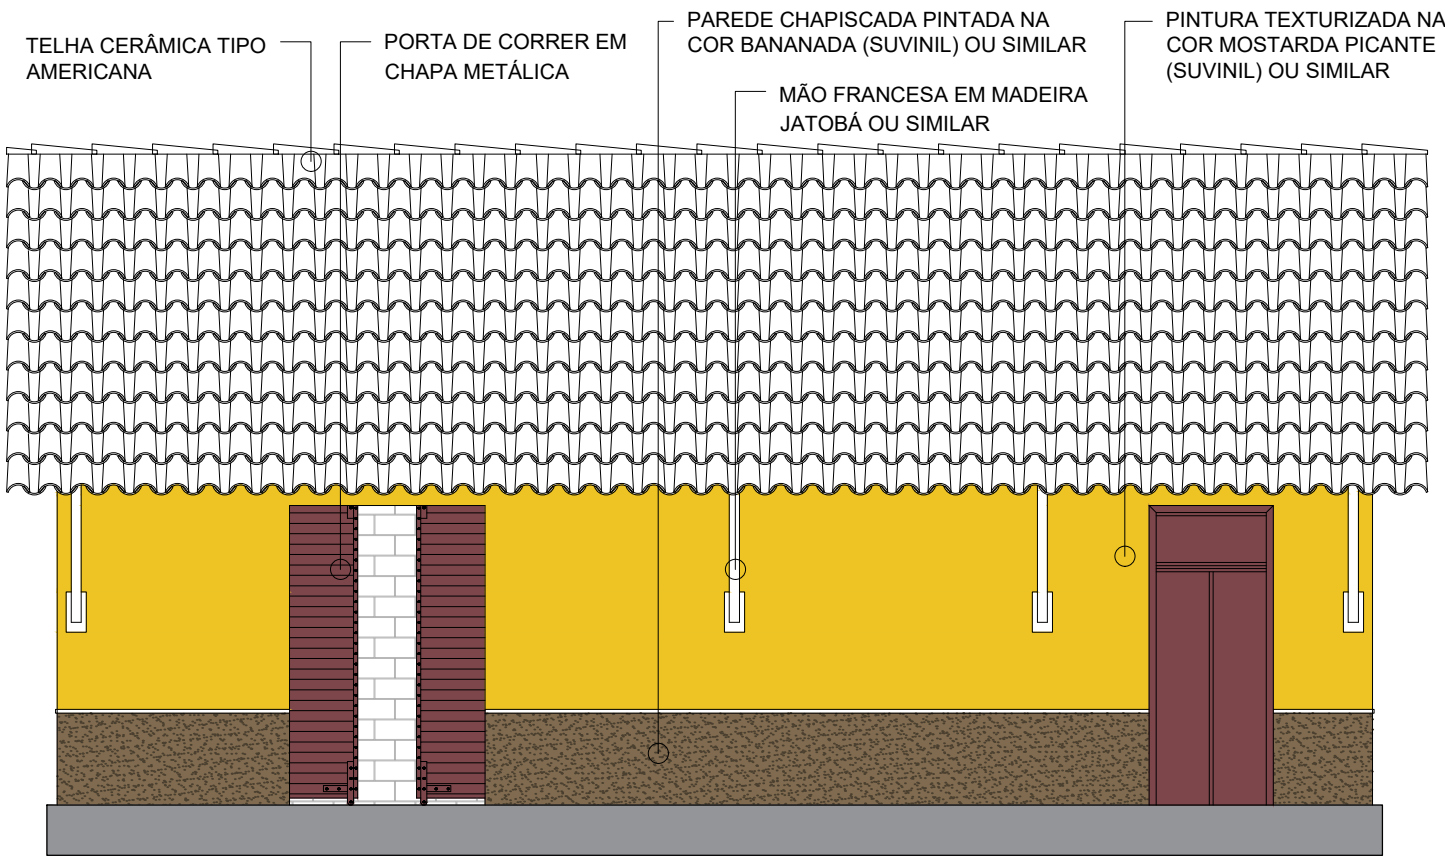 TELHA CERÂMICA TIPO
AMERICANA
PORTA DE CORRER EM
CHAPA METÁLICA
PAREDE CHAPISCADA PINTADA NA
COR BANANADA (SUVINIL) OU SIMILAR
MÃO FRANCESA EM MADEIRA
JATOBÁ OU SIMILAR
PINTURA TEXTURIZADA NA
COR MOSTARDA PICANTE
(SUVINIL) OU SIMILAR